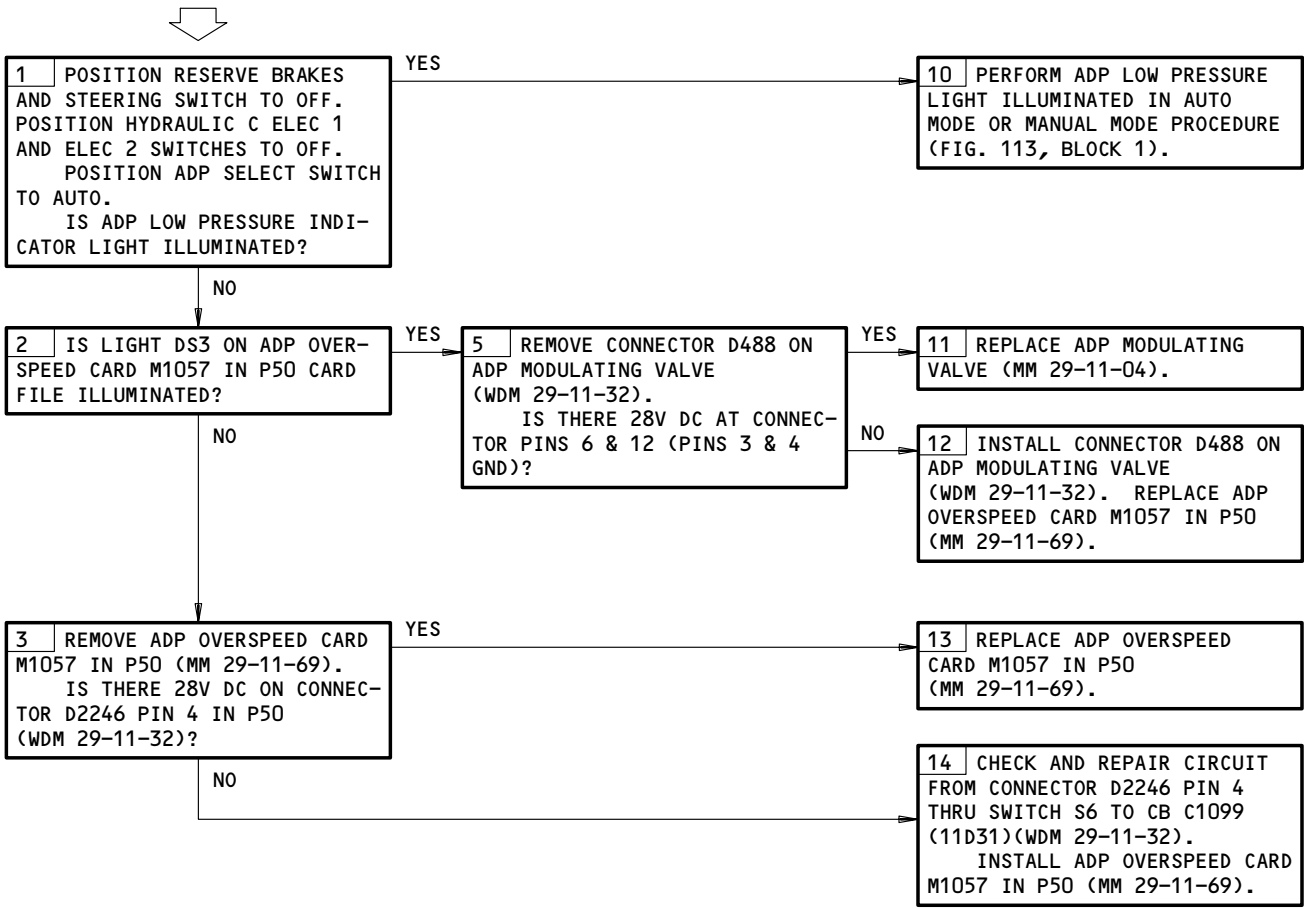 1 POSITION RESERVE BRAKES
AND STEERING SWITCH TO OFF.
POSITION HYDRAULIC C ELEC 1
AND ELEC 2 SWITCHES TO OFF.
POSITION ADP SELECT SWITCH
TO AUTO.
IS ADP LOW PRESSURE INDI-
CATOR LIGHT ILLUMINATED?
YES
10 PERFORM ADP LOW PRESSURE
LIGHT ILLUMINATED IN AUTO
MODE OR MANUAL MODE PROCEDURE
(FIG. 113, BLOCK 1).
NO
2 IS LIGHT DS3 ON ADP OVER-
SPEED CARD M1057 IN P50 CARD
FILE ILLUMINATED?
YES
5 REMOVE CONNECTOR D488 ON
ADP MODULATING VALVE
(WDM 29-11-32).
IS THERE 28V DC AT CONNEC-
TOR PINS 6 & 12 (PINS 3 & 4
GND)?
YES
11 REPLACE ADP MODULATING
VALVE (MM 29-11-04).
NO
12 INSTALL CONNECTOR D488 ON
ADP MODULATING VALVE
(WDM 29-11-32). REPLACE ADP
OVERSPEED CARD M1057 IN P50
(MM 29-11-69).
NO
3 REMOVE ADP OVERSPEED CARD
M1057 IN P50 (MM 29-11-69).
IS THERE 28V DC ON CONNEC-
TOR D2246 PIN 4 IN P50
(WDM 29-11-32)?
YES
13 REPLACE ADP OVERSPEED
CARD M1057 IN P50
(MM 29-11-69).
NO
14 CHECK AND REPAIR CIRCUIT
FROM CONNECTOR D2246 PIN 4
THRU SWITCH S6 TO CB C1099
(11D31)(WDM 29-11-32).
INSTALL ADP OVERSPEED CARD
M1057 IN P50 (MM 29-11-69).